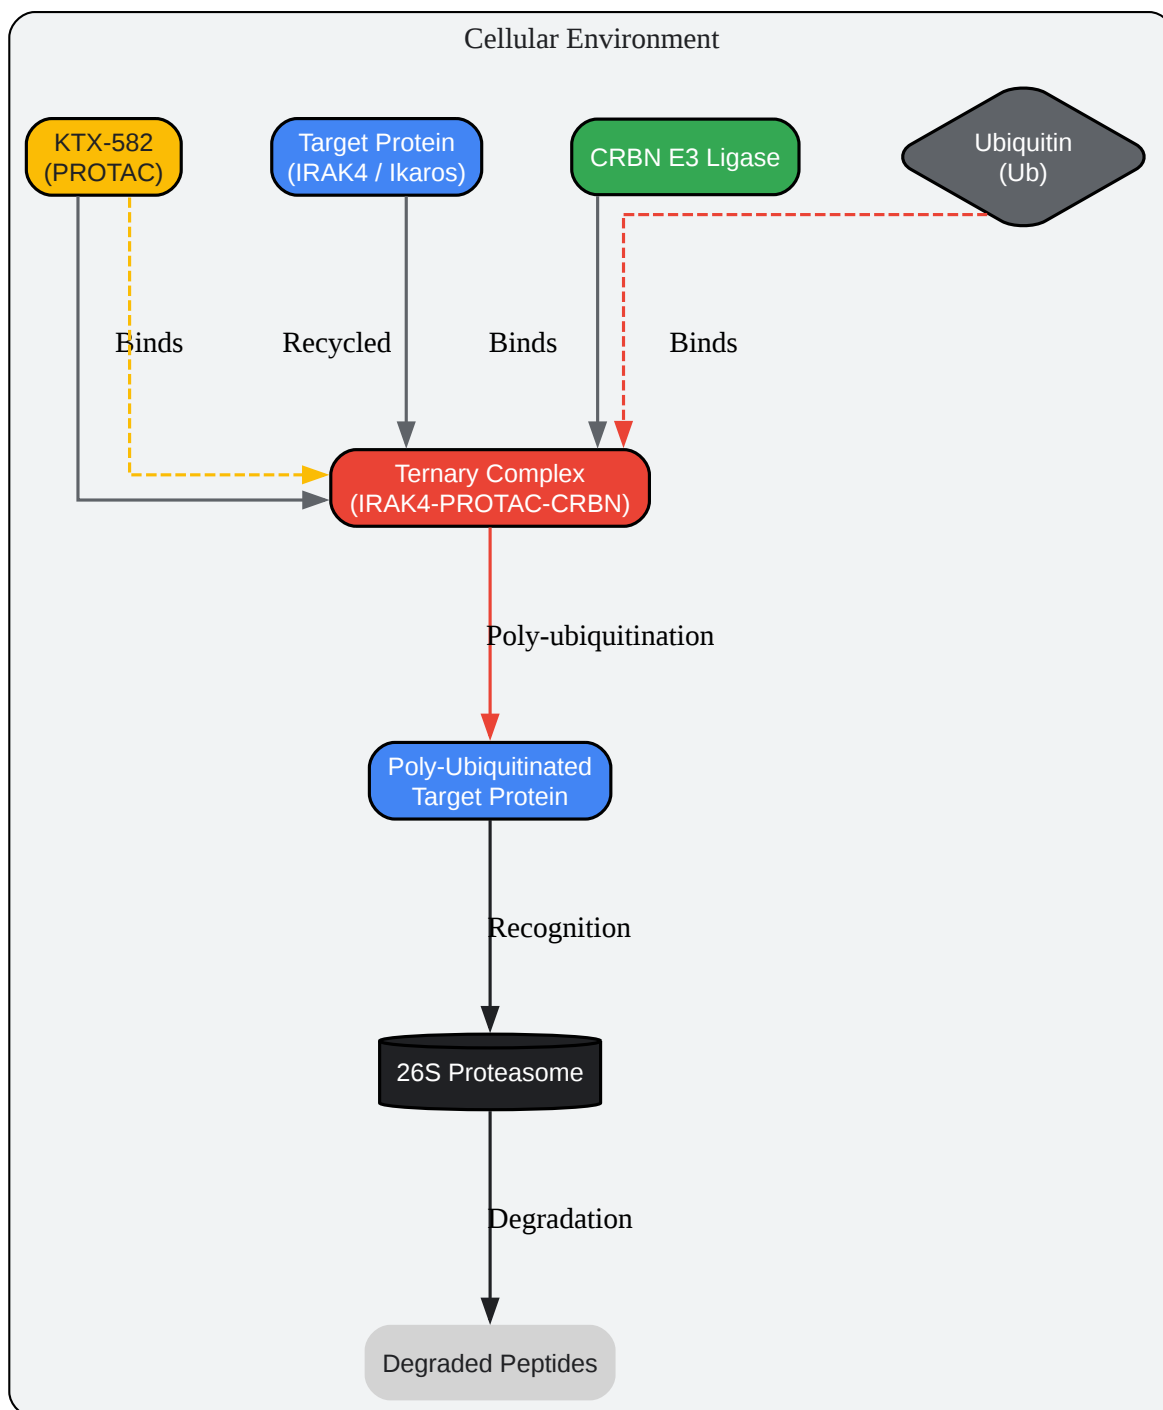 Cellular Environment
KTX-582
(PROTAC)
Target Protein
(IRAK4 / Ikaros)
CRBN E3 Ligase
Ubiquitin
(Ub)
Binds
Recycled
Binds
Binds
Ternary Complex
(IRAK4-PROTAC-CRBN)
Poly-ubiquitination
Poly-Ubiquitinated
Target Protein
Recognition
26S Proteasome
Degradation
Degraded Peptides